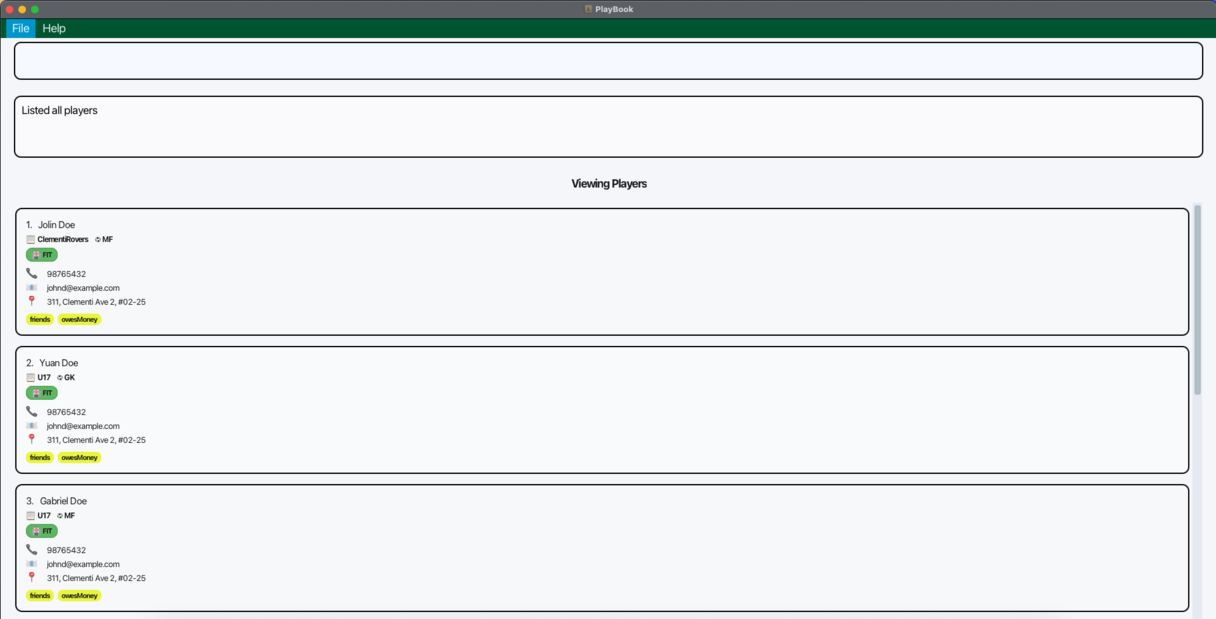 PlayBook
File Help
Listed all players
Viewing Players
1. Jolin Doe
ClementiRovers MF
FIT
98765432
johnd@example.com
311, Clementi Ave 2, #02-25
friends owesMoney
2. Yuan Doe
U17 GK
FIT
98765432
johnd@example.com
311, Clementi Ave 2, #02-25
friends owesMoney
3. Gabriel Doe
U17 MF
FIT
98765432
johnd@example.com
311, Clementi Ave 2, #02-25
friends owesMoney